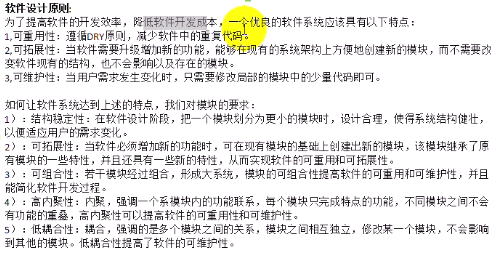 软件设计原则:
为了提高软件的开发效率，降低软件开发成本，一个优良的软件系统应该具有以下特点：
1,可重用性：遵循DRY原则，减少软件中的重复代码。
2,可拓展性：当软件需要升级增加新的功能，能够在现有的系统架构上方便地创建新的模块，而不需要改
变软件现有的结构，也不会影响以及存在的模块。
3,可维护性：当用户需求发生变化时，只需要修改局部的模块中的少量代码即可。
如何让软件系统达到上述的特点，我们对模块的要求：
1）：结构稳定性：在软件设计阶段，把一个模块划分为更小的模块时，设计合理，使得系统结构健壮，
以便适应用户的需求变化。
2）：可拓展性：当软件必须增加新的功能时，可在现有模块的基础上创建出新的模块，该模块继承了原
有模块的一些特性，并且还具有一些新的特性，从而实现软件的可重用和可拓展性。
3）：可组合性：若干模块经过组合，形成大系统，模块的可组合性提高软件的可重用和可维护性，并且
能简化软件开发过程。
4）：高内聚性：内聚，强调一个系模块内的功能联系，每个模块只完成特点的功能，不同模块之间不会
有功能的重叠，高内聚性可以提高软件的可重用性和可维护性。
5）：低耦合性：耦合，强调的是多个模块之间的关系，模块之间相互独立，修改某一个模块，不会影响
到其他的模块。低耦合性提高了软件的可维护性。